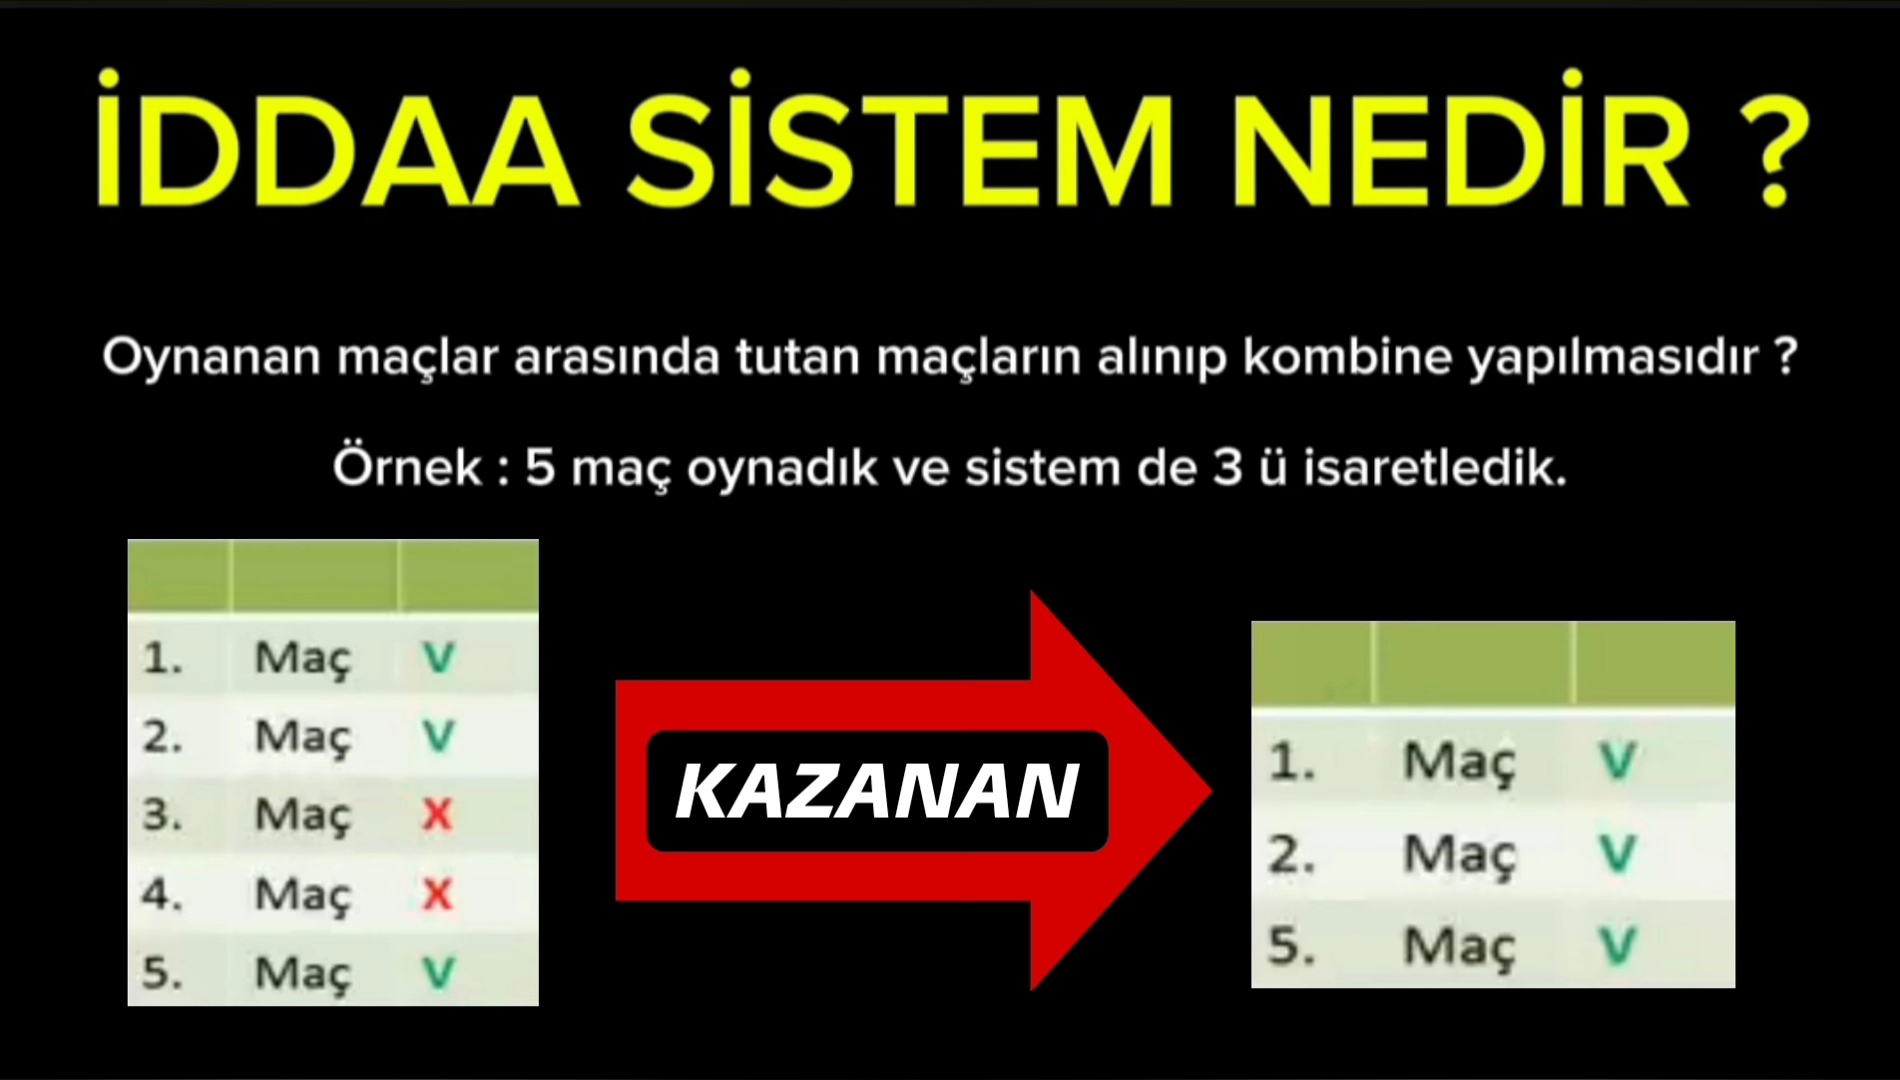 İDDAA SİSTEM NEDİR ?
Oynanan maçlar arasında tutan maçların alınıp kombine yapılmasıdır ?
Örnek : 5 maç oynadık ve sistem de 3 ü isaretledik.
1. Maç V
2. Maç V
3. Maç X
4. Maç X
5. Maç V
KAZANAN
1. Maç V
2. Maç V
5. Maç V